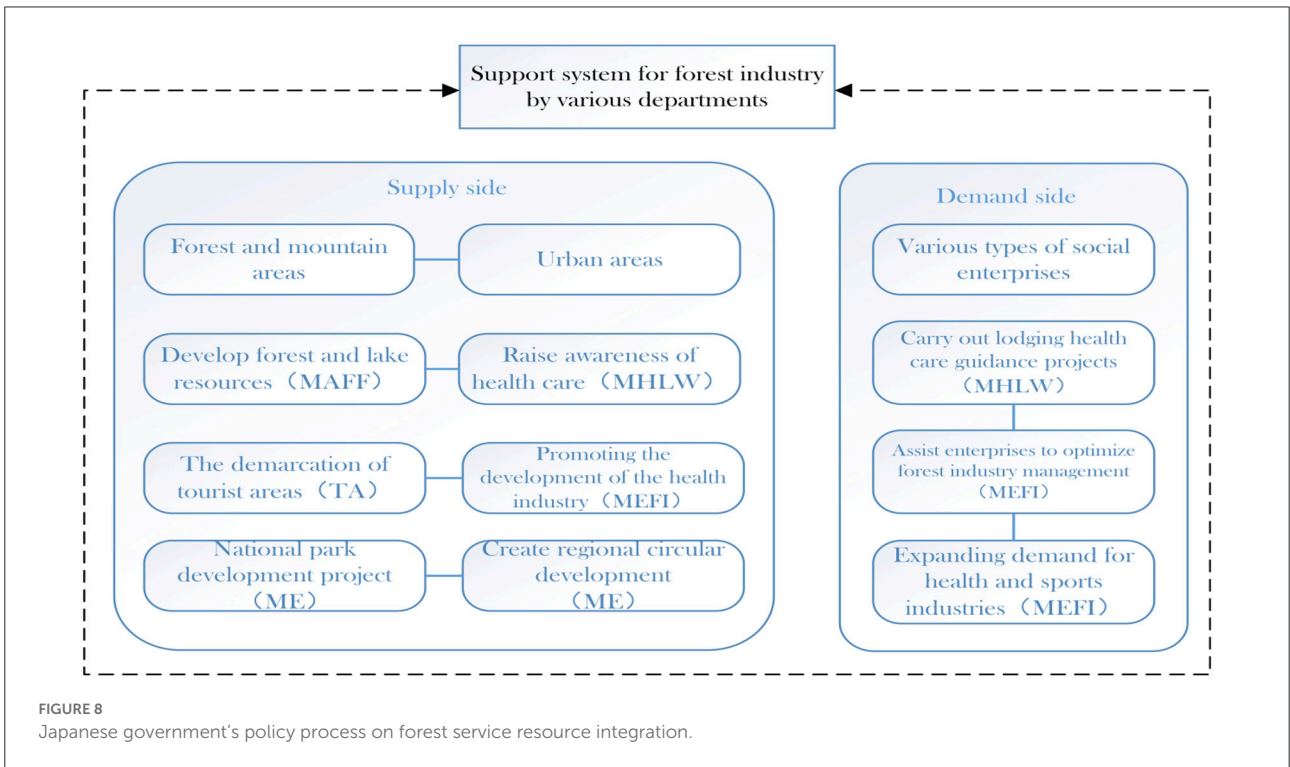 Support system for forest industry
by various departments
Supply side
Forest and mountain
areas
Urban areas
Develop forest and lake
resources（MAFF）
Raise awareness of
health care（MHLW）
The demarcation of
tourist areas（TA）
Promoting the
development of the health
industry（MEFI）
National park
development project
（ME）
Create regional circular
development
（ME）
Demand side
Various types of social
enterprises
Carry out lodging health
care guidance projects
（MHLW）
Assist enterprises to optimize
forest industry management
（MEFI）
Expanding demand for
health and sports
industries（MEFI）
FIGURE 8
Japanese government's policy process on forest service resource integration.